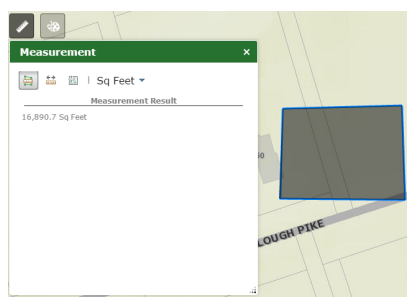 Measurement ×
Sq Feet
Measurement Result
16,890.7 Sq Feet
LOUGH PIKE